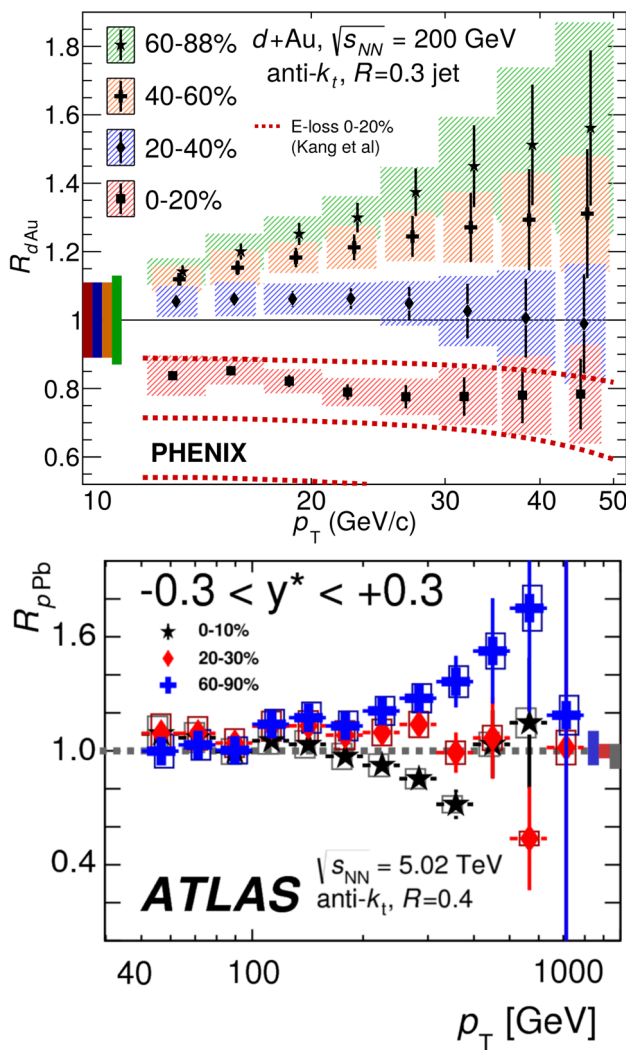 1.8
60-88%
d+Au, √sNN = 200 GeV
anti-kt, R=0.3 jet
40-60%
1.6
E-loss 0-20%
(Kang et al)
20-40%
1.4
0-20%
RdAu
1.2
1
0.8
PHENIX
0.6
10 20 30 40 50
pT (GeV/c)
RpPb
-0.3 < y* < +0.3
0-10%
1.6
20-30%
60-90%
1.0
0.4
ATLAS
√sNN = 5.02 TeV
anti-kt, R=0.4
40 100 1000
pT [GeV]